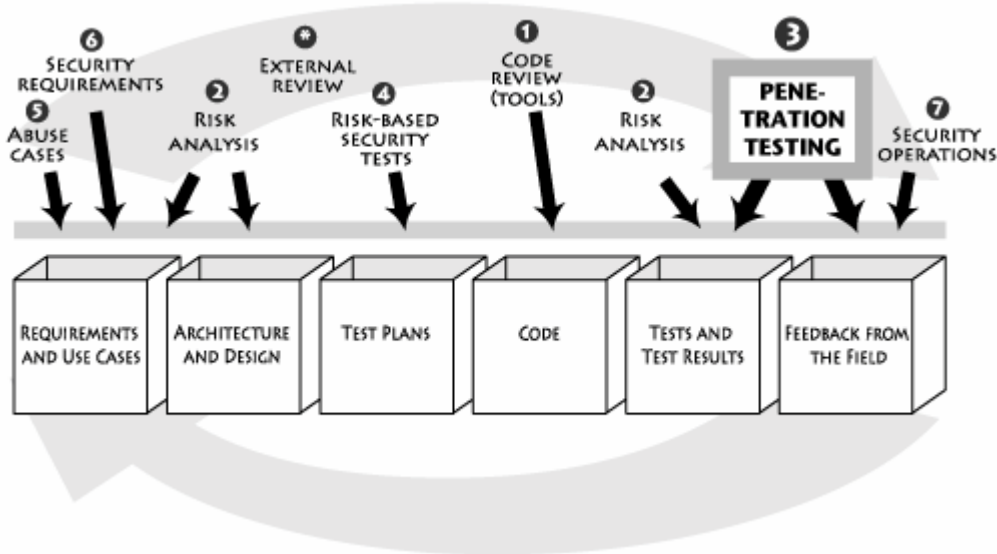 6
SECURITY
REQUIREMENTS
5
ABUSE
CASES
2
RISK
ANALYSIS
*
EXTERNAL
REVIEW
4
RISK-BASED
SECURITY
TESTS
1
CODE
REVIEW
(TOOLS)
2
RISK
ANALYSIS
3
PENE-
TRATION
TESTING
7
SECURITY
OPERATIONS
REQUIREMENTS
AND USE CASES
ARCHITECTURE
AND DESIGN
TEST PLANS
CODE
TESTS AND
TEST RESULTS
FEEDBACK FROM
THE FIELD